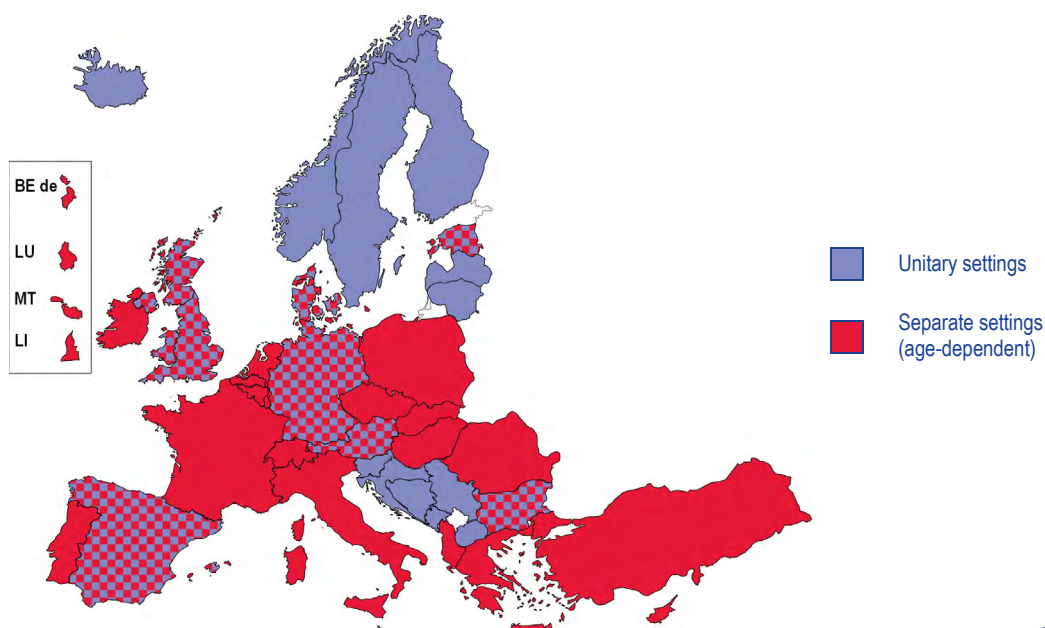 BE de
LU
MT
LI
Unitary settings
Separate settings
(age-dependent)